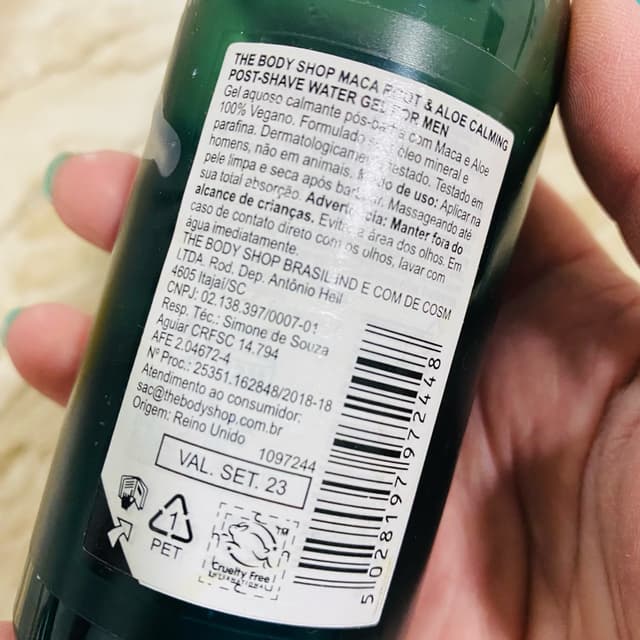 THE BODY SHOP MACA ROOT & ALOE CALMING
POST-SHAVE WATER GEL FOR MEN
Gel aquoso calmante pós-barba com Maca e Aloe
100% Vegano. Formulado óleo mineral e
parafina. Dermatologicamente testado. Testado em
homens, não em animais. Modo de uso: Aplicar na
pele limpa e seca após barbear. Massageando até
sua total absorção. Advertência: Manter fora do
alcance de crianças. Evitar a área dos olhos. Em
caso de contato direto com os olhos, lavar com
água imediatamente.
THE BODY SHOP BRASIL IND E COM DE COSM
LTDA. Rod. Dep. Antônio Heil
4605 Itajaí/SC
CNPJ: 02.138.397/0007-01
Resp. Téc.: Simone de Souza
Aguiar CRFSC 14.794
AFE 2.04672-4
Nº Proc.: 25351.162848/2018-18
Atendimento ao consumidor:
sac@thebodyshop.com.br
Origem: Reino Unido
1097244
VAL. SET. 23
1
PET
Cruelty Free
INTERNATIONAL
5 028197 972448